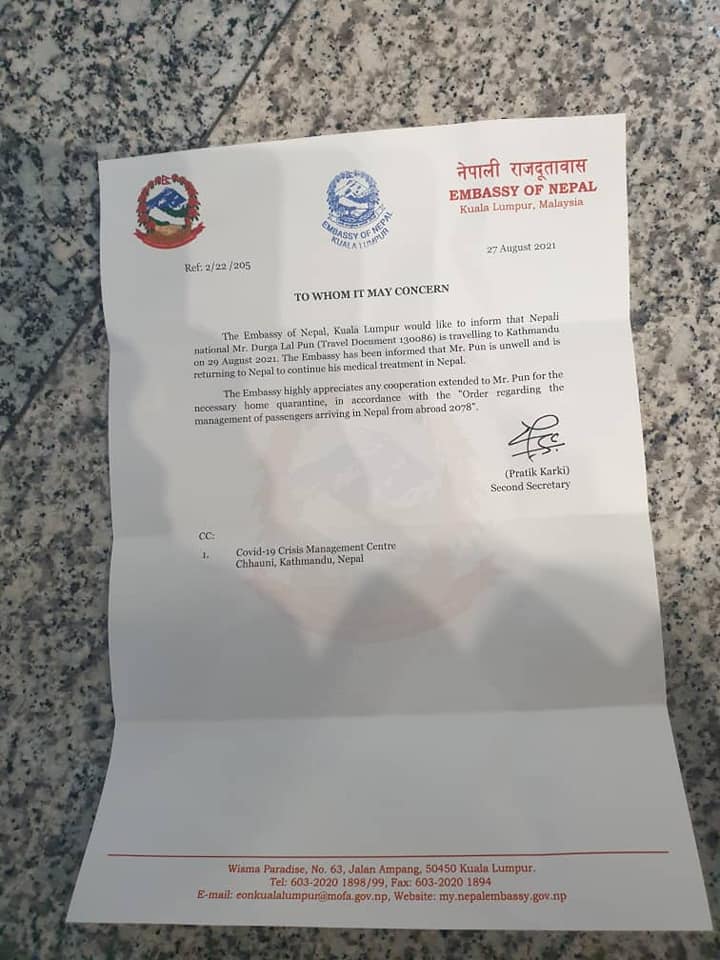 नेपाली राजदूतावास
EMBASSY OF NEPAL
Kuala Lumpur, Malaysia
EMBASSY OF NEPAL
KUALA LUMPUR
27 August 2021
Ref: 2/22 /205
TO WHOM IT MAY CONCERN
The Embassy of Nepal, Kuala Lumpur would like to inform that Nepali
national Mr. Durga Lal Pun (Travel Document 130086) is travelling to Kathmandu
on 29 August 2021. The Embassy has been informed that Mr. Pun is unwell and is
returning to Nepal to continue his medical treatment in Nepal.
The Embassy highly appreciates any cooperation extended to Mr. Pun for the
necessary home quarantine, in accordance with the "Order regarding the
management of passengers arriving in Nepal from abroad 2078".
(Pratik Karki)
Second Secretary
CC:
1. Covid-19 Crisis Management Centre
Chhauni, Kathmandu, Nepal
Wisma Paradise, No. 63, Jalan Ampang, 50450 Kuala Lumpur.
Tel: 603-2020 1898/99, Fax: 603-2020 1894
E-mail: eonkualalumpur@mofa.gov.np, Website: my.nepalembassy.gov.np